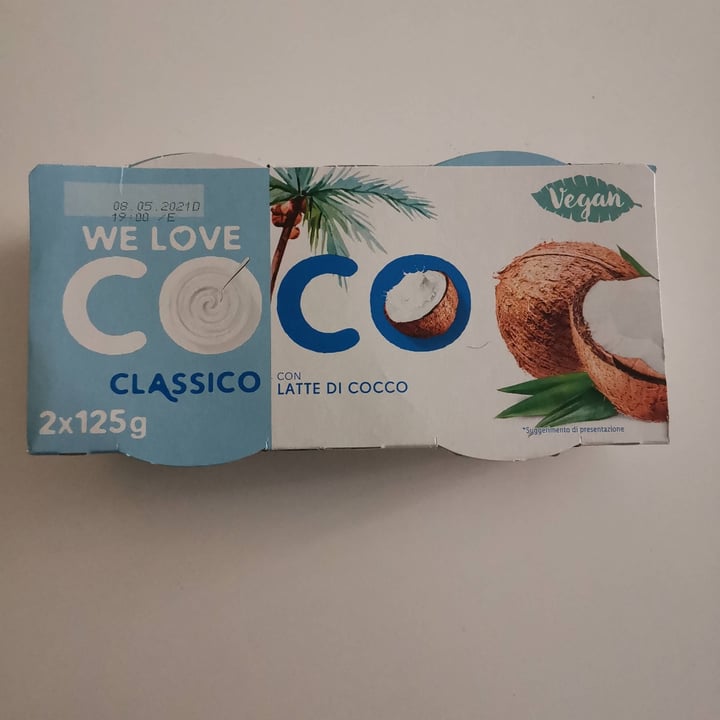 08.05.2021D
19:00 /E
WE LOVE
COCO
CLASSICO
CON
LATTE DI COCCO
2x125g
Vegan
*Suggerimento di presentazione